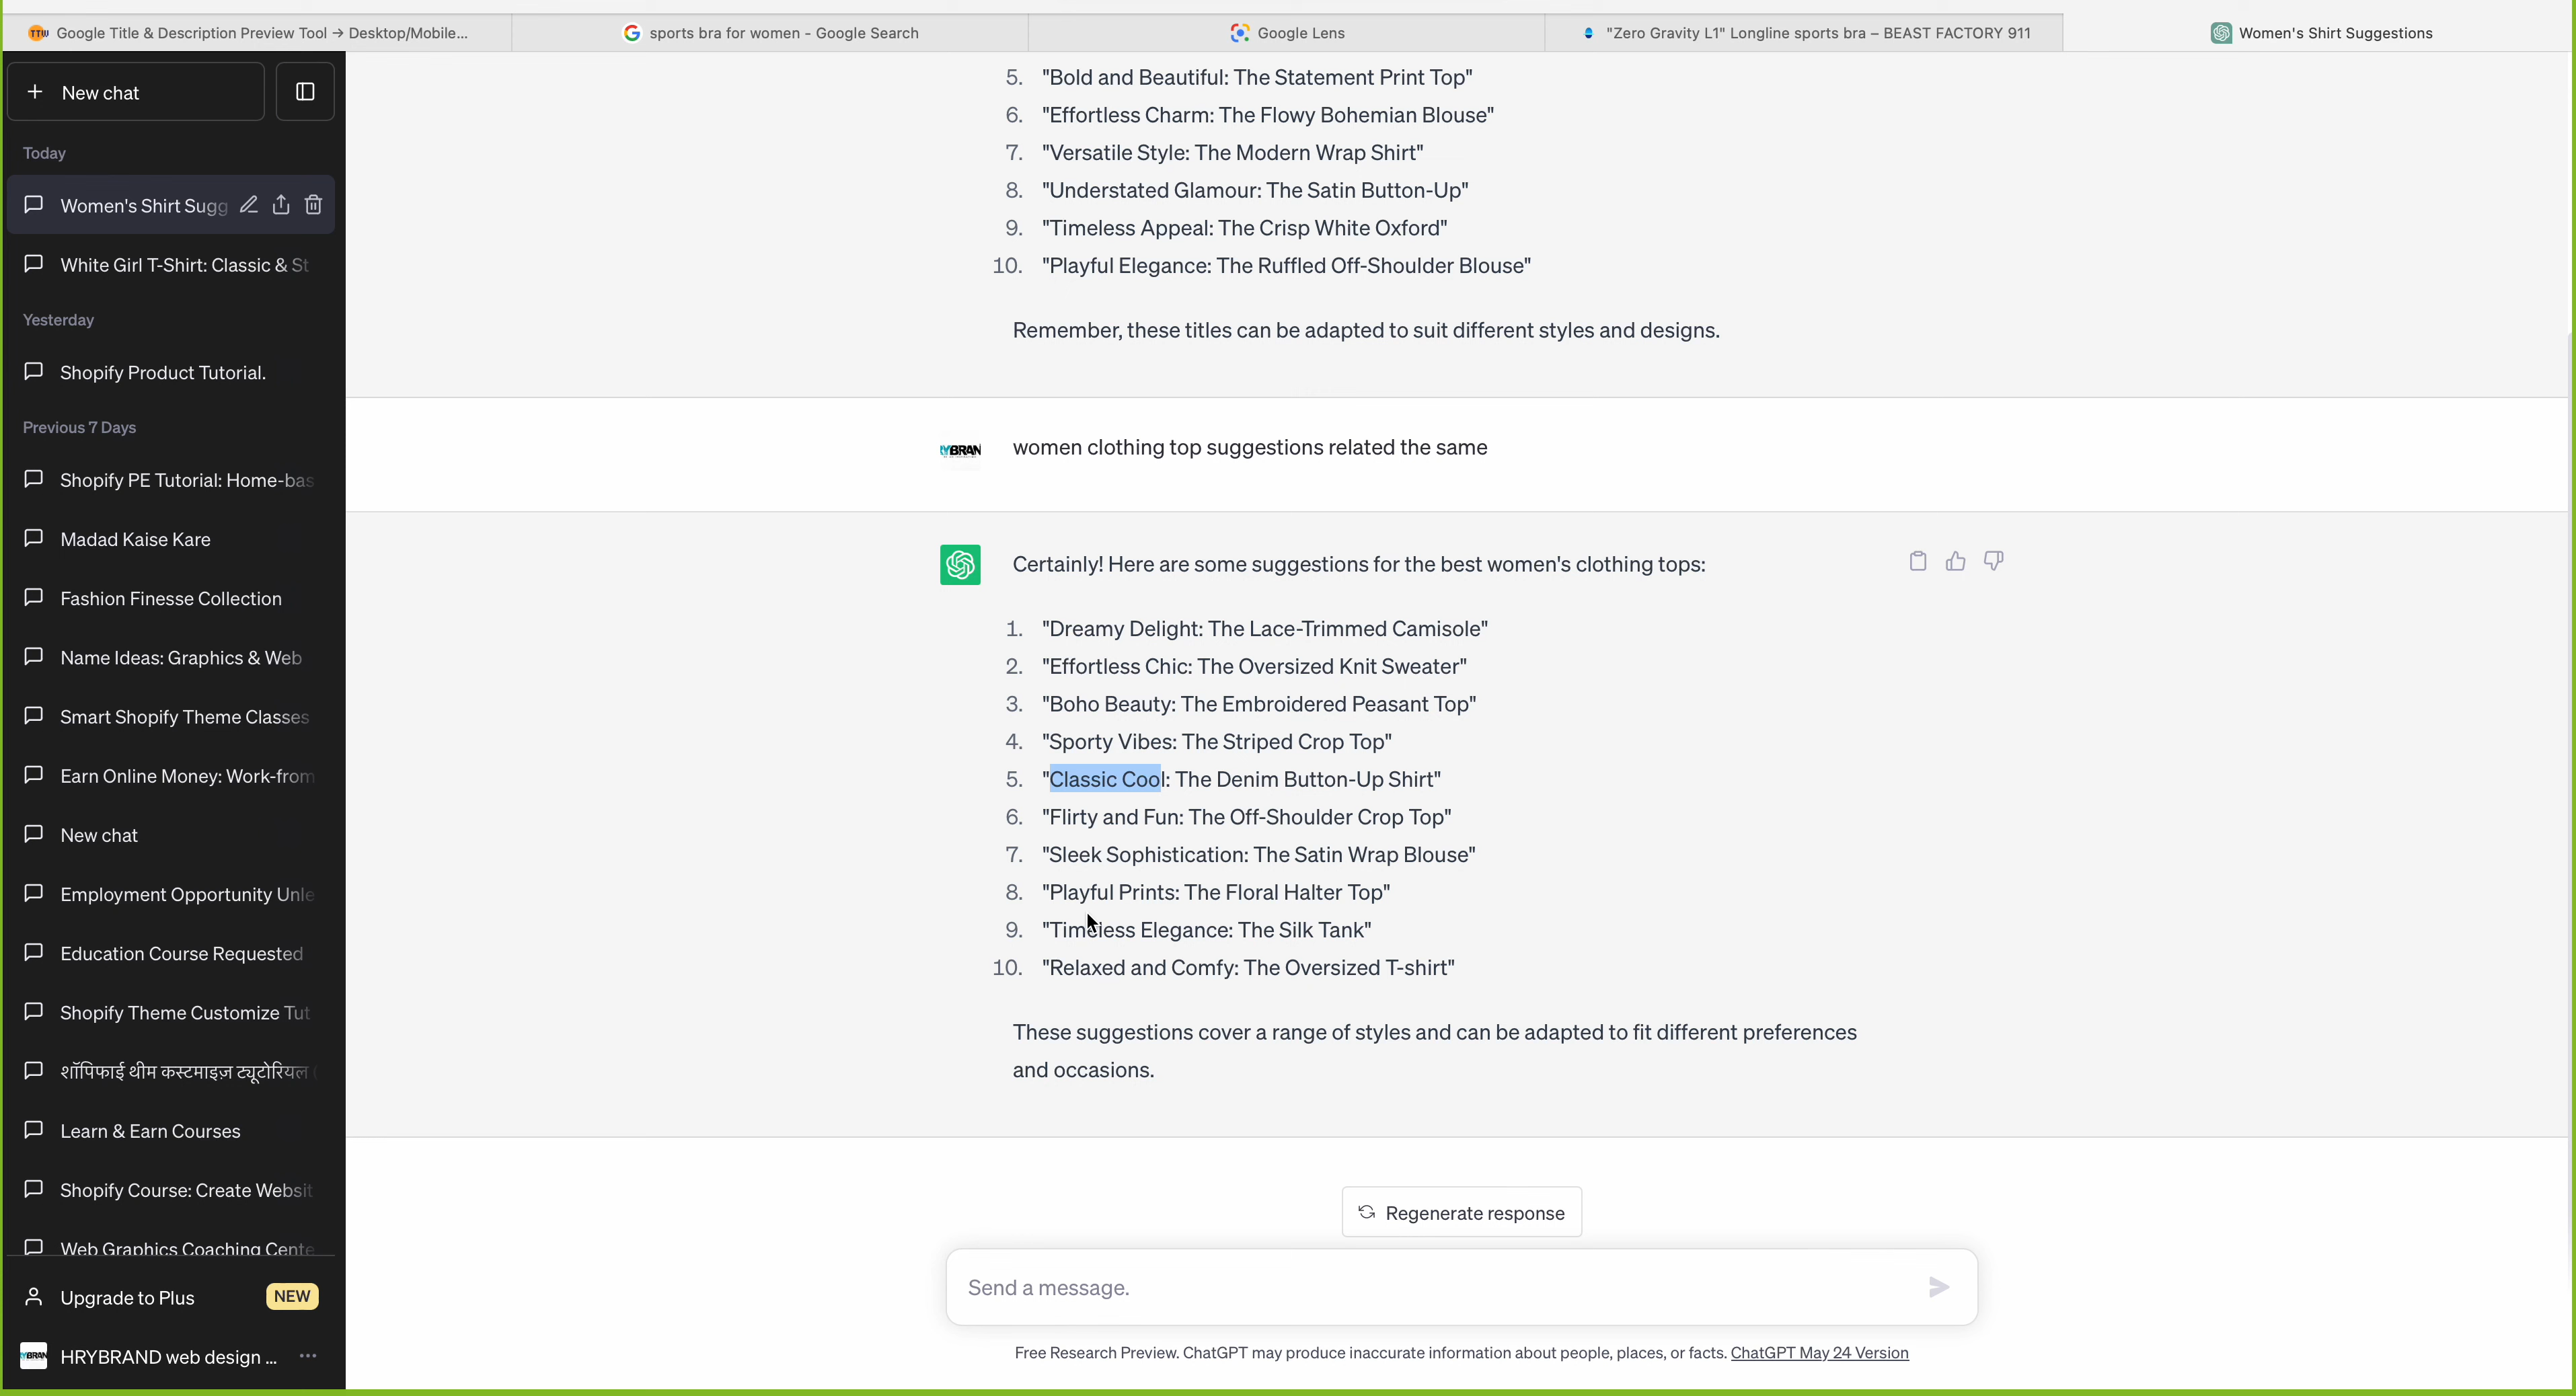 Google Title & Description Preview Tool → Desktop/Mobile...
sports bra for women - Google Search
Google Lens
"Zero Gravity L1" Longline sports bra – BEAST FACTORY 911
Women's Shirt Suggestions
+ New chat
Today
Women's Shirt Sugg
White Girl T-Shirt: Classic & St
Yesterday
Shopify Product Tutorial.
Previous 7 Days
Shopify PE Tutorial: Home-bas
Madad Kaise Kare
Fashion Finesse Collection
Name Ideas: Graphics & Web
Smart Shopify Theme Classes
Earn Online Money: Work-from
New chat
Employment Opportunity Unle
Education Course Requested
Shopify Theme Customize Tut
शॉपिफाई थीम कस्टमाइज़ ट्यूटोरियल (
Learn & Earn Courses
Shopify Course: Create Websit
Web Graphics Coaching Cente
Upgrade to Plus NEW
YBRAN HRYBRAND web design ...
5. "Bold and Beautiful: The Statement Print Top"
6. "Effortless Charm: The Flowy Bohemian Blouse"
7. "Versatile Style: The Modern Wrap Shirt"
8. "Understated Glamour: The Satin Button-Up"
9. "Timeless Appeal: The Crisp White Oxford"
10. "Playful Elegance: The Ruffled Off-Shoulder Blouse"
Remember, these titles can be adapted to suit different styles and designs.
YBRAN women clothing top suggestions related the same
Certainly! Here are some suggestions for the best women's clothing tops:
1. "Dreamy Delight: The Lace-Trimmed Camisole"
2. "Effortless Chic: The Oversized Knit Sweater"
3. "Boho Beauty: The Embroidered Peasant Top"
4. "Sporty Vibes: The Striped Crop Top"
5. "Classic Cool: The Denim Button-Up Shirt"
6. "Flirty and Fun: The Off-Shoulder Crop Top"
7. "Sleek Sophistication: The Satin Wrap Blouse"
8. "Playful Prints: The Floral Halter Top"
9. "Timeless Elegance: The Silk Tank"
10. "Relaxed and Comfy: The Oversized T-shirt"
These suggestions cover a range of styles and can be adapted to fit different preferences
and occasions.
Regenerate response
Send a message.
Free Research Preview. ChatGPT may produce inaccurate information about people, places, or facts. ChatGPT May 24 Version